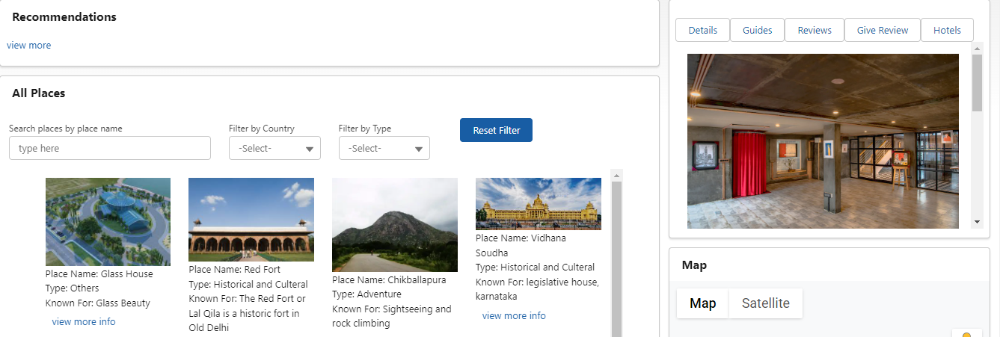 Recommendations
view more
All Places
Search places by place name
type here
Filter by Country
-Select-
Filter by Type
-Select-
Reset Filter
Place Name: Glass House
Type: Others
Known For: Glass Beauty
view more info
Place Name: Red Fort
Type: Historical and Culteral
Known For: The Red Fort or
Lal Qila is a historic fort in
Old Delhi
Place Name: Chikballapura
Type: Adventure
Known For: Sightseeing and
rock climbing
Place Name: Vidhana
Soudha
Type: Historical and Culteral
Known For: legislative house,
karnataka
view more info
Details
Guides
Reviews
Give Review
Hotels
Map
Map
Satellite